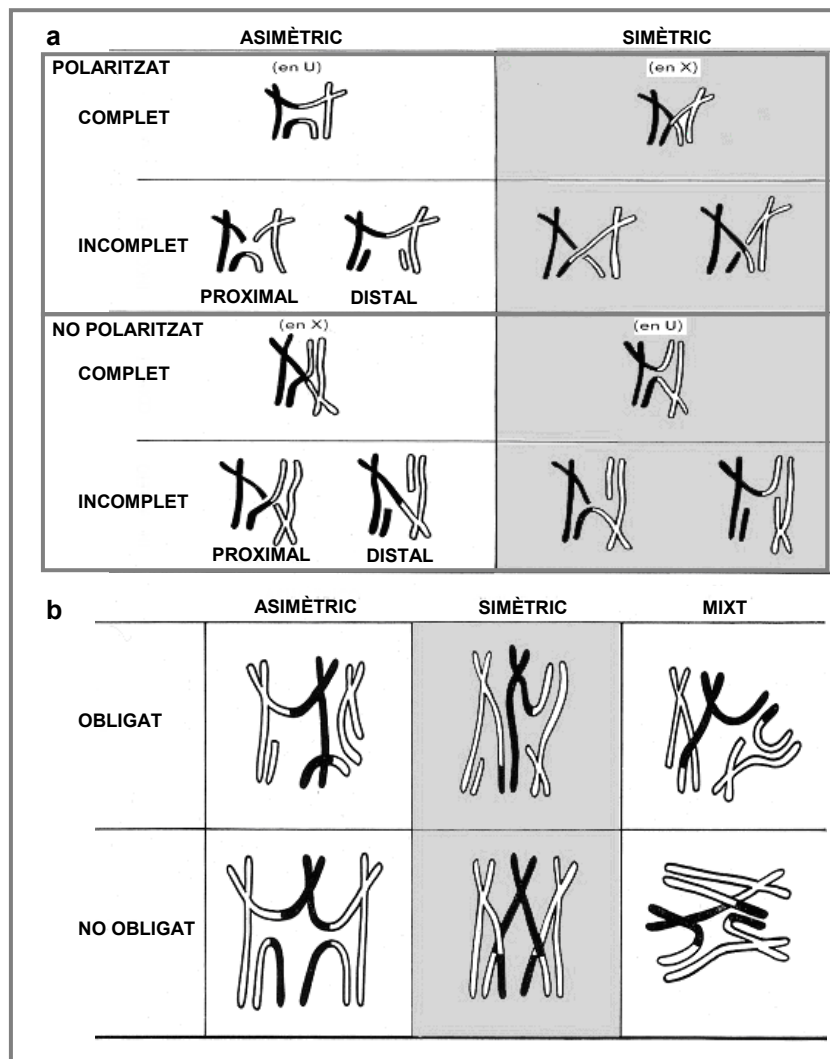 a
ASIMÈTRIC SIMÈTRIC
POLARITZAT (en U) (en X)
COMPLET
INCOMPLET
PROXIMAL DISTAL
NO POLARITZAT (en X) (en U)
COMPLET
INCOMPLET
PROXIMAL DISTAL
b
ASIMÈTRIC SIMÈTRIC MIXT
OBLIGAT
NO OBLIGAT